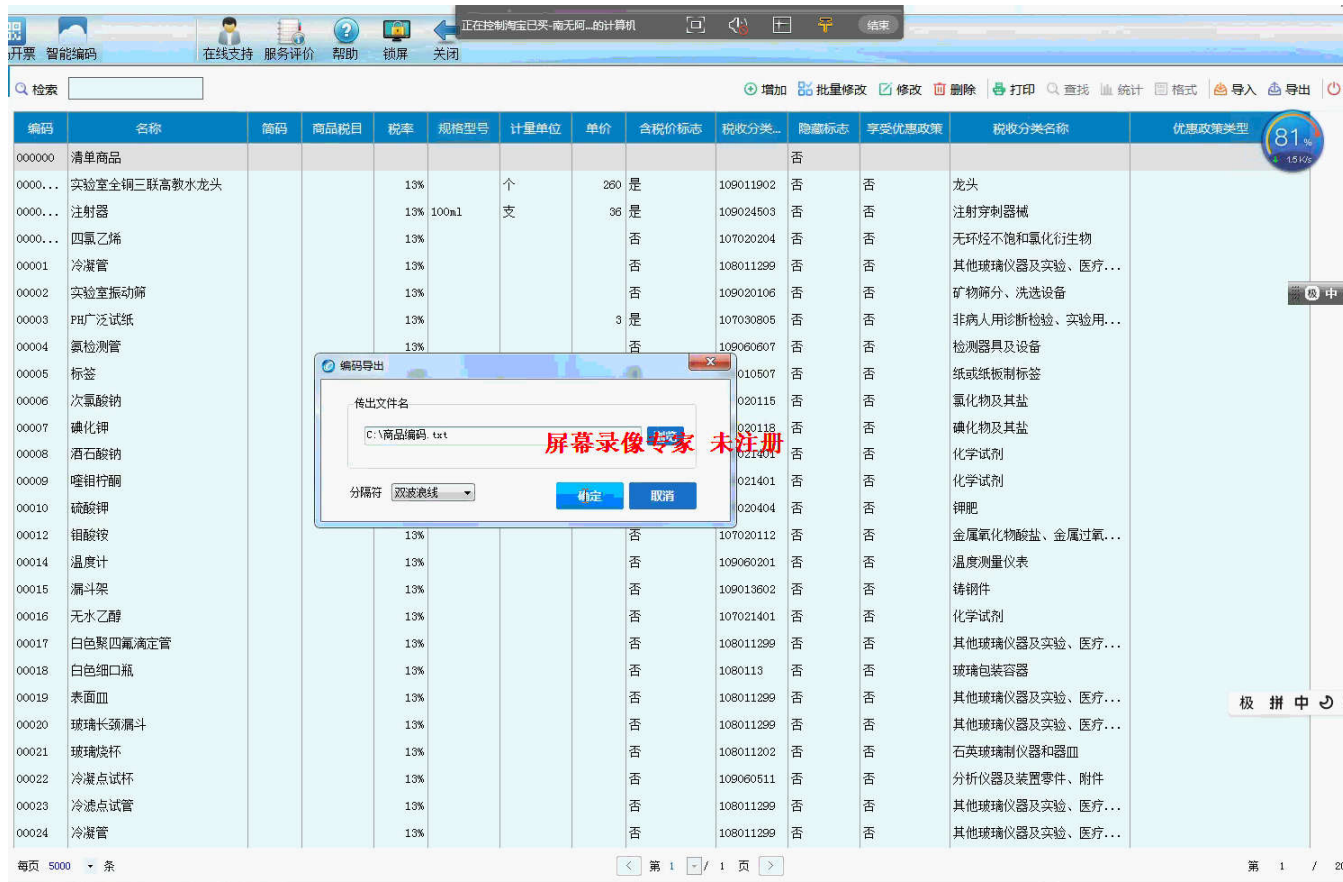 正在控制淘宝已买-南无阿...的计算机 结束
开票 智能编码 在线支持 服务评价 帮助 锁屏 关闭
检索 增加 批量修改 修改 删除 打印 查找 统计 格式 导入 导出
编码 名称 简码 商品税目 税率 规格型号 计量单位 单价 含税价标志 税收分类... 隐藏标志 享受优惠政策 税收分类名称 优惠政策类型
81%
1.5 K/s
000000 清单商品 否
0000... 实验室全铜三联高教水龙头 13% 个 260 是 109011902 否 否 龙头
0000... 注射器 13% 100ml 支 36 是 109024503 否 否 注射穿刺器械
0000... 四氯乙烯 13% 否 107020204 否 否 无环烃不饱和氯化衍生物
00001 冷凝管 13% 否 108011299 否 否 其他玻璃仪器及实验、医疗...
00002 实验室振动筛 13% 否 109020106 否 否 矿物筛分、洗选设备
极 中
00003 PH广泛试纸 13% 3 是 107030805 否 否 非病人用诊断检验、实验用...
00004 氨检测管 13% 否 109060607 否 否 检测器具及设备
编码导出
00005 标签 010507 否 否 纸或纸板制标签
传出文件名
00006 次氯酸钠 020115 否 否 氯化物及其盐
00007 碘化钾 020118 否 否 碘化物及其盐
C:\商品编码.txt 浏览
屏幕录像专家 未注册
00008 酒石酸钠 021401 否 否 化学试剂
00009 喹钼柠酮 021401 否 否 化学试剂
分隔符 双波浪线 确定 取消
00010 硫酸钾 020404 否 否 钾肥
00012 钼酸铵 13% 否 107020112 否 否 金属氧化物酸盐、金属过氧...
00014 温度计 13% 否 109060201 否 否 温度测量仪表
00015 漏斗架 13% 否 109013602 否 否 铸钢件
00016 无水乙醇 13% 否 107021401 否 否 化学试剂
00017 白色聚四氟滴定管 13% 否 108011299 否 否 其他玻璃仪器及实验、医疗...
00018 白色细口瓶 13% 否 1080113 否 否 玻璃包装容器
00019 表面皿 13% 否 108011299 否 否 其他玻璃仪器及实验、医疗...
极 拼 中
00020 玻璃长颈漏斗 13% 否 108011299 否 否 其他玻璃仪器及实验、医疗...
00021 玻璃烧杯 13% 否 108011202 否 否 石英玻璃制仪器和器皿
00022 冷凝点试杯 13% 否 109060511 否 否 分析仪器及装置零件、附件
00023 冷滤点试管 13% 否 108011299 否 否 其他玻璃仪器及实验、医疗...
00024 冷凝管 13% 否 108011299 否 否 其他玻璃仪器及实验、医疗...
每页 5000 条 < 第 1 / 1 页 > 第 1 / 20